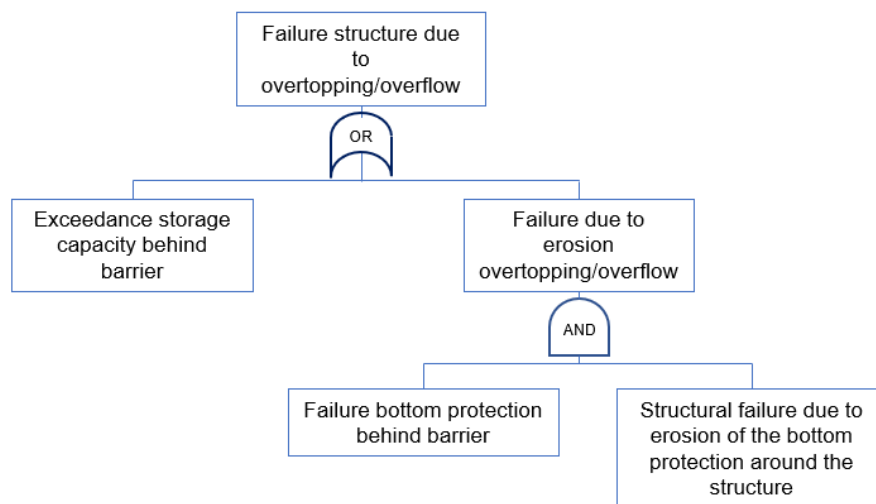 Failure structure due
to
overtopping/overflow
OR
Exceedance storage
capacity behind
barrier
Failure due to
erosion
overtopping/overflow
AND
Failure bottom protection
behind barrier
Structural failure due to
erosion of the bottom
protection around the
structure